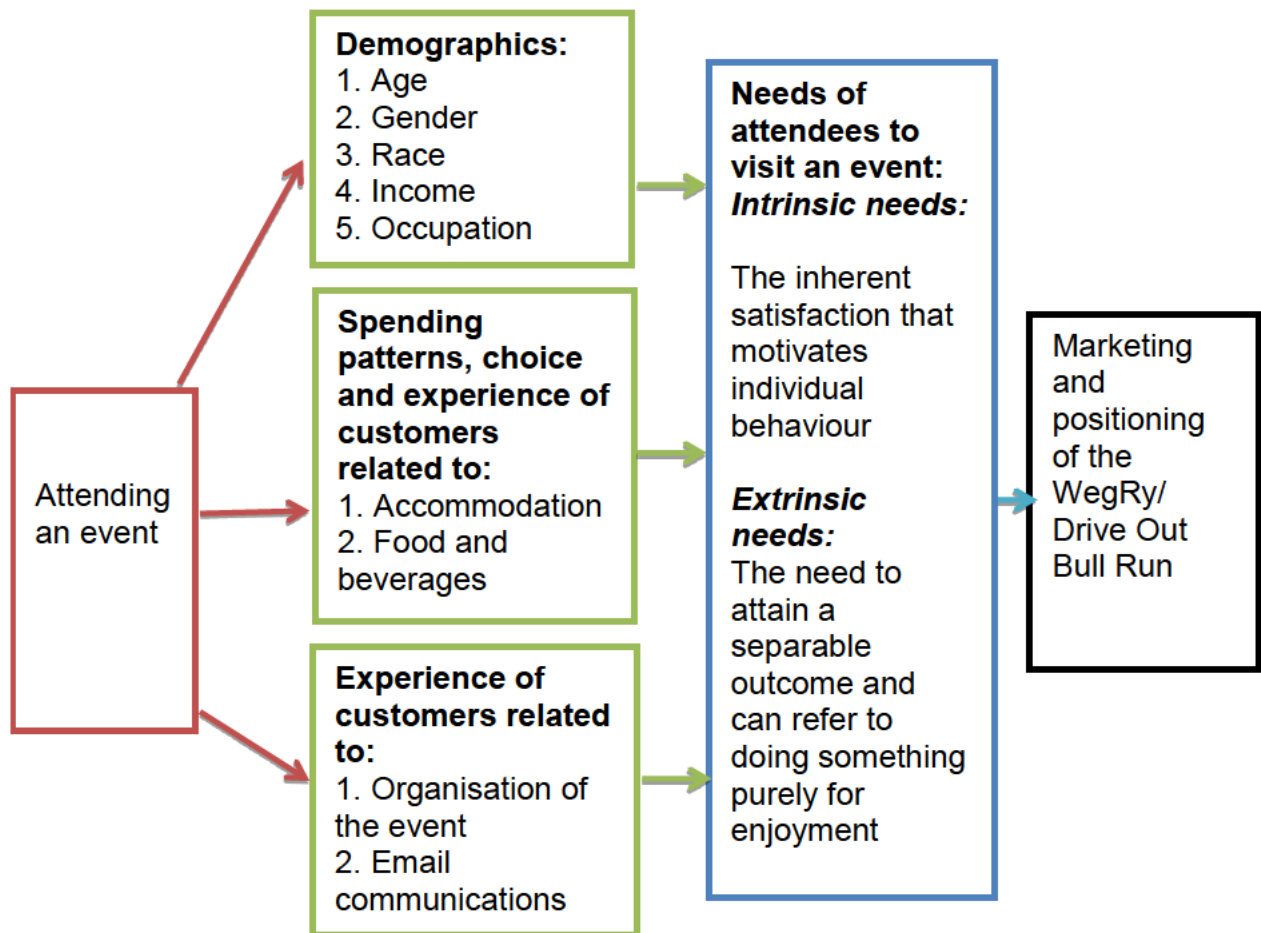 Attending
an event
Demographics:
1. Age
2. Gender
3. Race
4. Income
5. Occupation
Spending
patterns, choice
and experience of
customers
related to:
1. Accommodation
2. Food and
beverages
Experience of
customers related
to:
1. Organisation of
the event
2. Email
communications
Needs of
attendees to
visit an event:
Intrinsic needs:
The inherent
satisfaction that
motivates
individual
behaviour
Extrinsic
needs:
The need to
attain a
separable
outcome and
can refer to
doing something
purely for
enjoyment
Marketing
and
positioning
of the
WegRy/
Drive Out
Bull Run